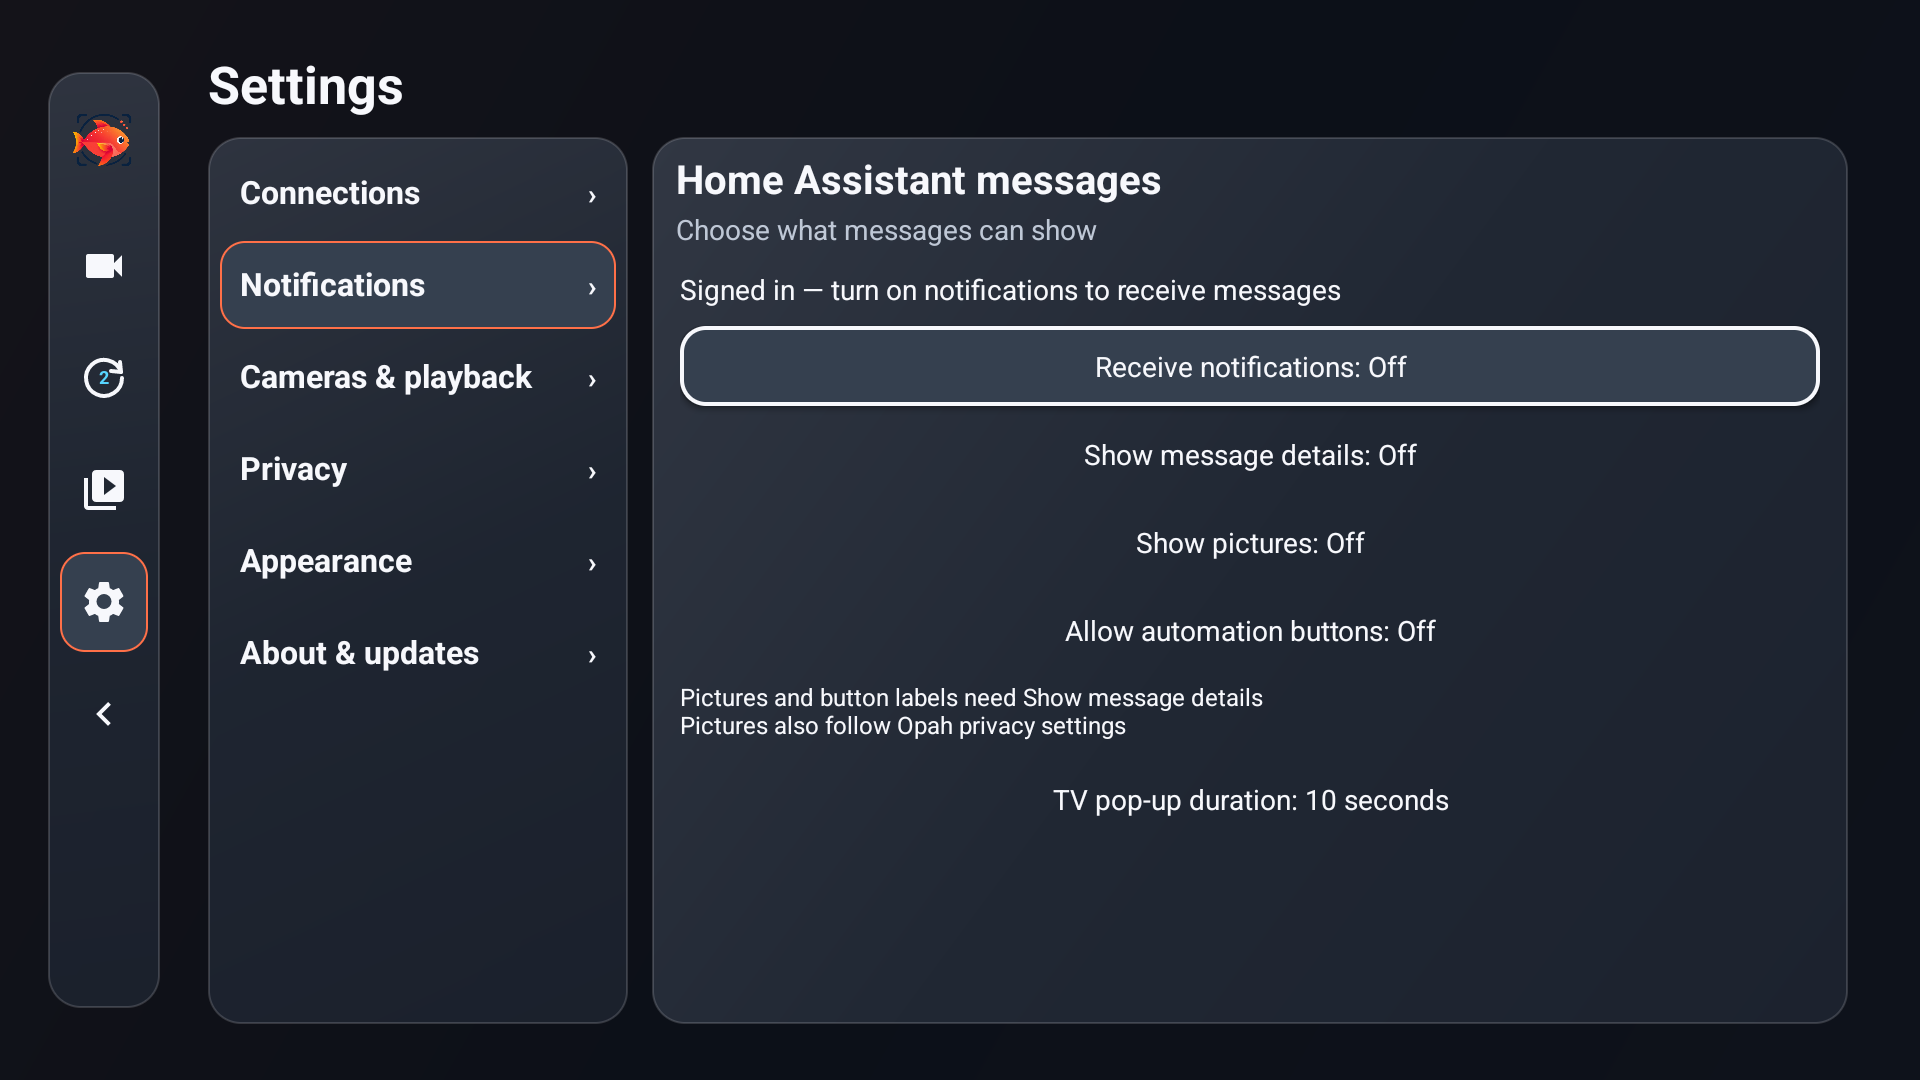 Settings
2
Connections ›
Notifications ›
Cameras & playback ›
Privacy ›
Appearance ›
About & updates ›
Home Assistant messages
Choose what messages can show
Signed in — turn on notifications to receive messages
Receive notifications: Off
Show message details: Off
Show pictures: Off
Allow automation buttons: Off
Pictures and button labels need Show message details
Pictures also follow Opah privacy settings
TV pop-up duration: 10 seconds